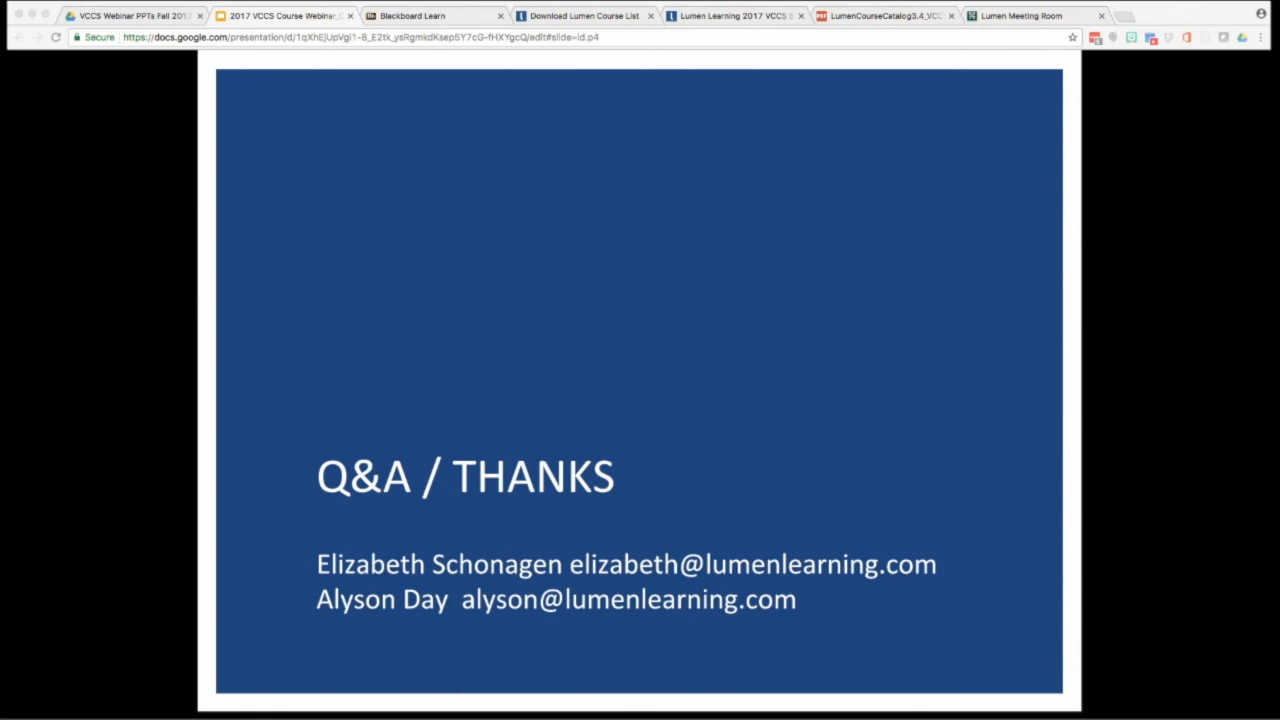 VCCS Webinar PPTs Fall 2017
2017 VCCS Course Webinar_
Blackboard Learn
Download Lumen Course List
Lumen Learning 2017 VCCS
LumenCourseCatalog3.4_VCC
Lumen Meeting Room
Secure
https://docs.google.com/presentation/d/1qXhEjUpVgi1-8_E2tk_ysRgmkdKsep5Y7cG-fHXYgcQ/edit#slide=id.p4
Q&A / THANKS
Elizabeth Schonagen elizabeth@lumenlearning.com
Alyson Day alyson@lumenlearning.com